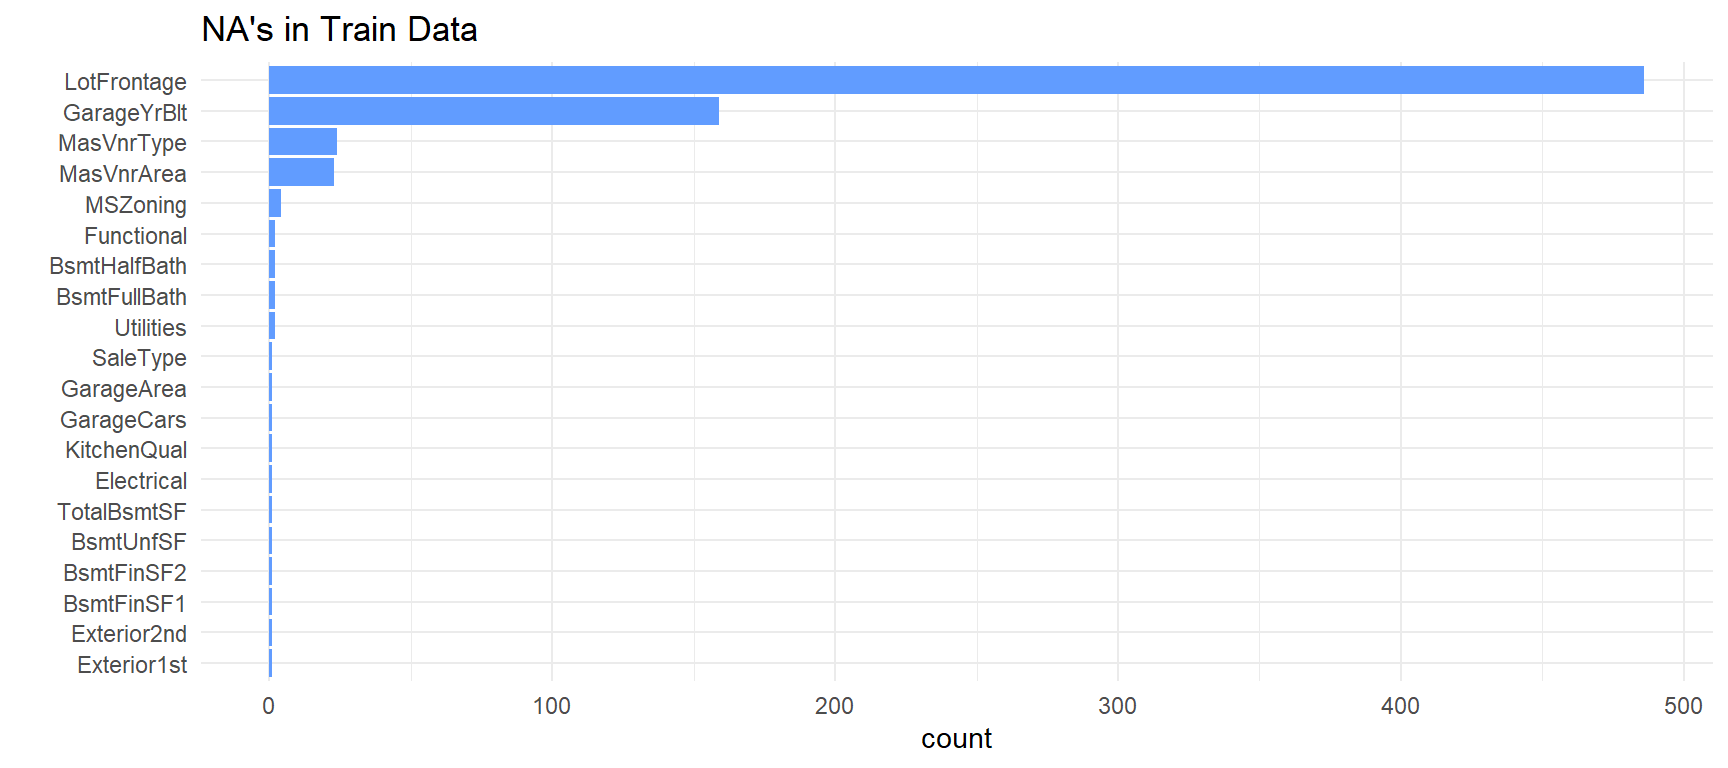 NA's in Train Data
LotFrontage
GarageYrBlt
MasVnrType
MasVnrArea
MSZoning
Functional
BsmtHalfBath
BsmtFullBath
Utilities
SaleType
GarageArea
GarageCars
KitchenQual
Electrical
TotalBsmtSF
BsmtUnfSF
BsmtFinSF2
BsmtFinSF1
Exterior2nd
Exterior1st
0 100 200 300 400 500
count